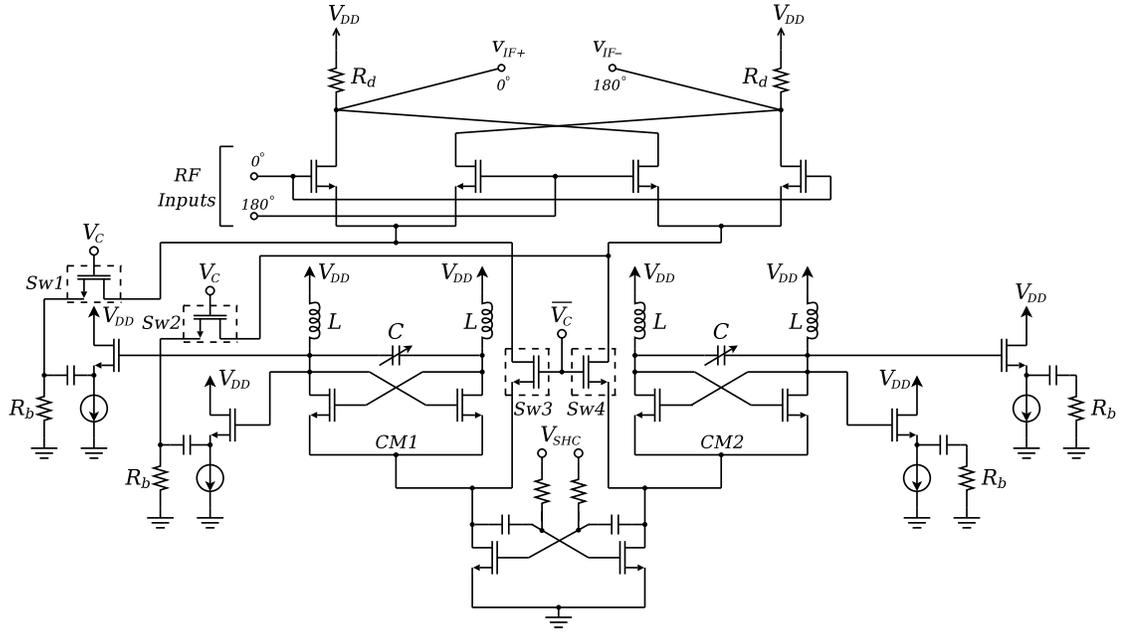 V_DD V_DD
v_IF+ v_IF−
R_d 0° 180° R_d
0°
RF
Inputs
180°
V_C
V_C V_DD V_DD V_DD V_DD
Sw1
V_DD Sw2 L L V̅_C̅ L L V_DD
C C
V_DD Sw3 Sw4 V_DD
R_b CM1 V_SHC CM2 R_b
R_b R_b